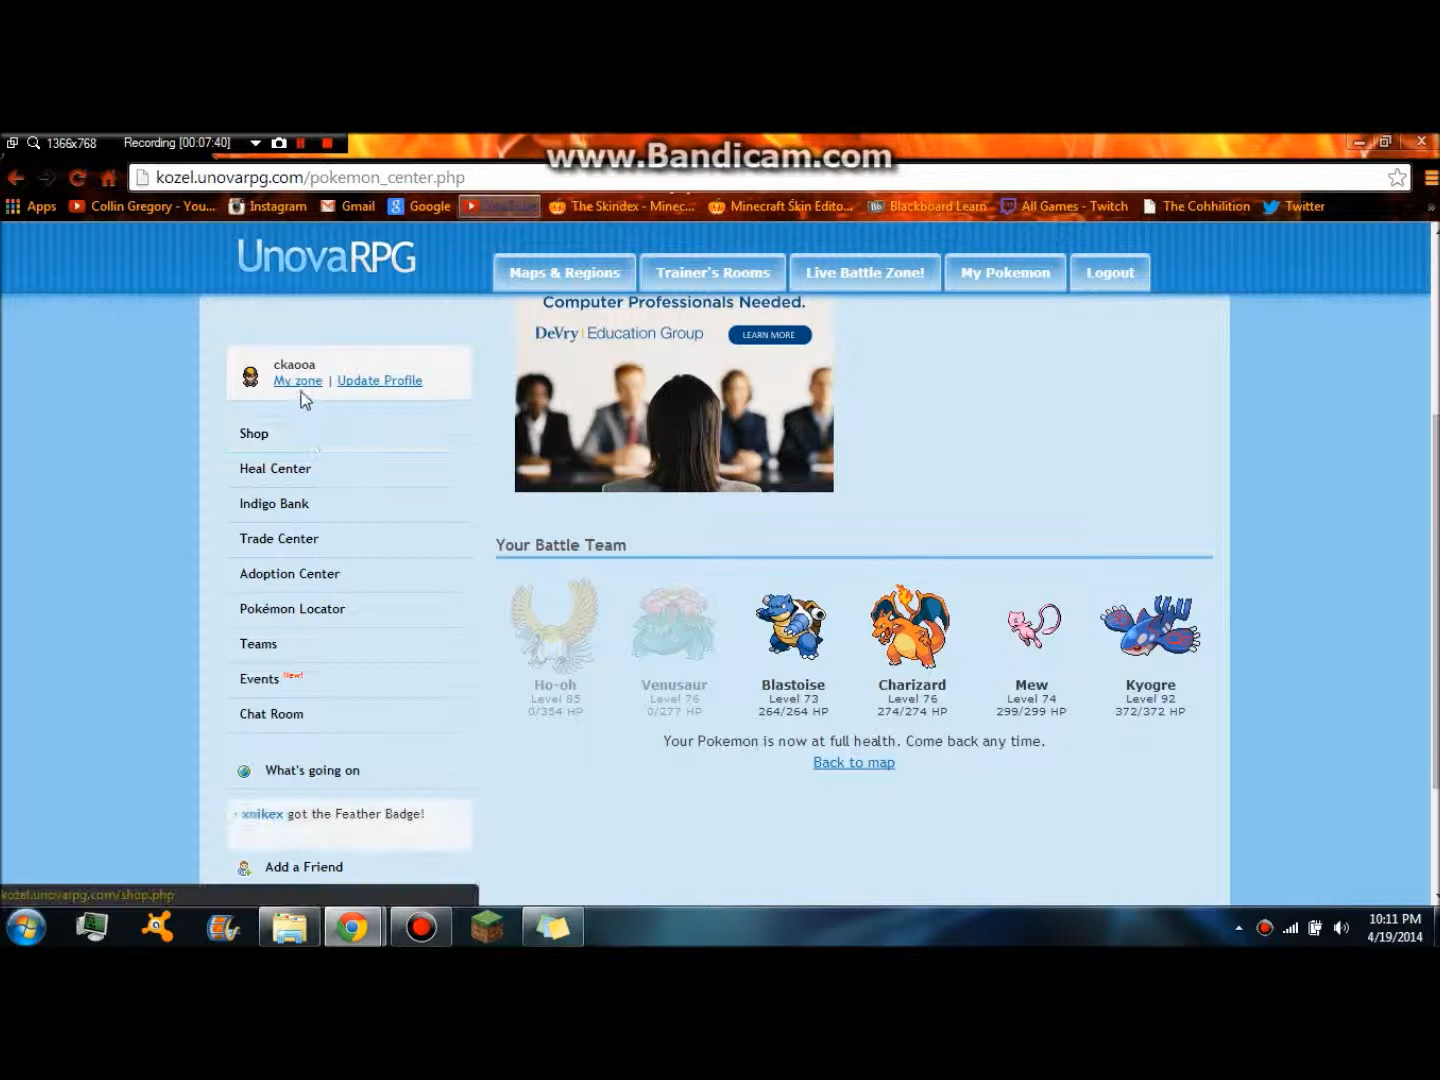 1366x768 Recording [00:07:40]
www.Bandicam.com
kozel.unovarpg.com/pokemon_center.php
Apps Collin Gregory - You... Instagram Gmail Google YouTube The Skindex - Minec... Minecraft Skin Edito... Blackboard Learn All Games - Twitch The Cohhilition Twitter »
UnovaRPG
Maps & Regions Trainer's Rooms Live Battle Zone! My Pokemon Logout
Computer Professionals Needed.
DeVry Education Group LEARN MORE
ckaooa
My zone | Update Profile
Shop
Heal Center
Indigo Bank
Trade Center
Adoption Center
Pokémon Locator
Teams
Events New!
Chat Room
What's going on
xnikex got the Feather Badge!
Add a Friend
Your Battle Team
Ho-oh Venusaur Blastoise Charizard Mew Kyogre
Level 85 Level 76 Level 73 Level 76 Level 74 Level 92
0/354 HP 0/277 HP 264/264 HP 274/274 HP 299/299 HP 372/372 HP
Your Pokemon is now at full health. Come back any time.
Back to map
kozel.unovarpg.com/shop.php
10:11 PM
4/19/2014